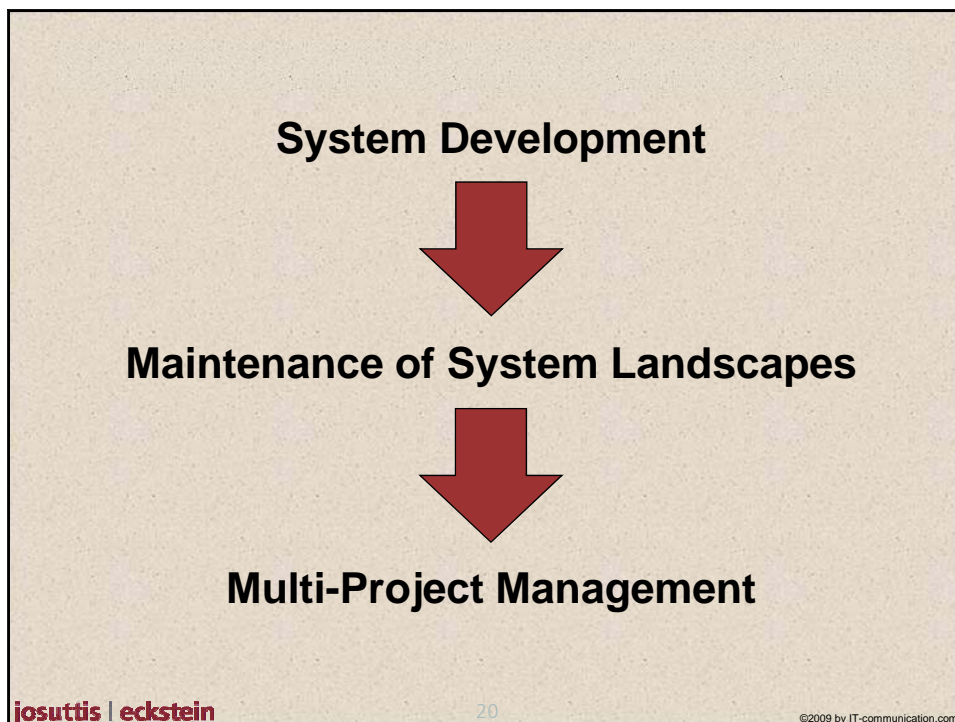 System Development
Maintenance of System Landscapes
Multi-Project Management
josuttis | eckstein
20
©2009 by IT-communication.com